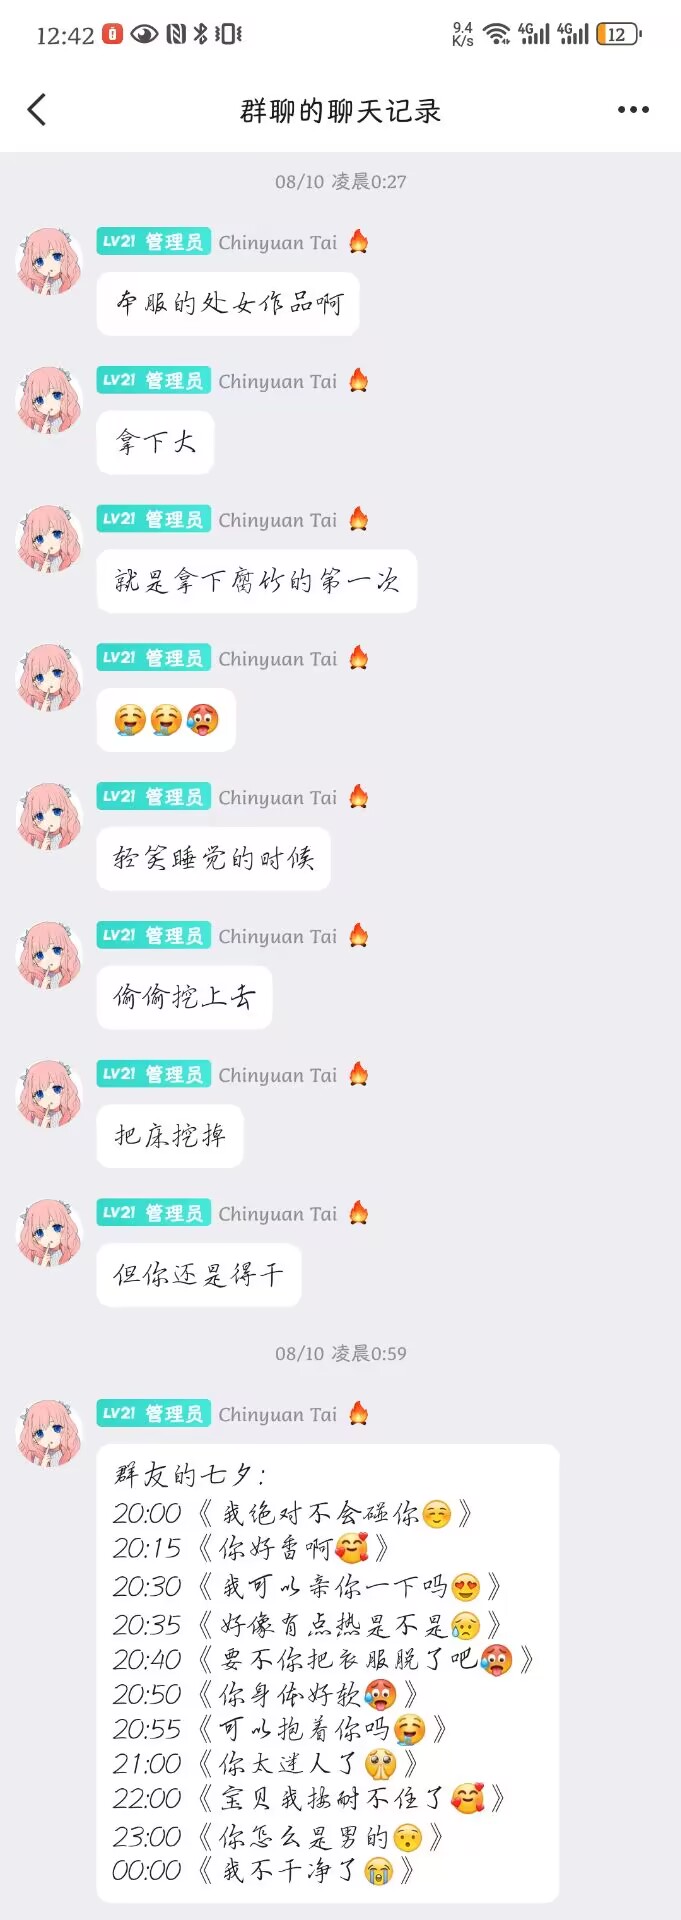 12:42
9.4 K/s
4G
4G
12
群聊的聊天记录
08/10 凌晨0:27
LV21 管理员 Chinyuan Tai 🔥
本服的处女作品啊
LV21 管理员 Chinyuan Tai 🔥
拿下大
LV21 管理员 Chinyuan Tai 🔥
就是拿下腐竹的第一次
LV21 管理员 Chinyuan Tai 🔥
🤤🤤🥵
LV21 管理员 Chinyuan Tai 🔥
轻笑睡觉的时候
LV21 管理员 Chinyuan Tai 🔥
偷偷挖上去
LV21 管理员 Chinyuan Tai 🔥
把床挖掉
LV21 管理员 Chinyuan Tai 🔥
但你还是得干
08/10 凌晨0:59
LV21 管理员 Chinyuan Tai 🔥
群友的七夕：
20:00《我绝对不会碰你☺️》
20:15《你好香啊🥰》
20:30《我可以亲你一下吗😍》
20:35《好像有点热是不是😥》
20:40《要不你把衣服脱了吧🥵》
20:50《你身体好软🥵》
20:55《可以抱着你吗🤤》
21:00《你太迷人了🥺》
22:00《宝贝我按耐不住了🥰》
23:00《你怎么是男的😯》
00:00《我不干净了😭》